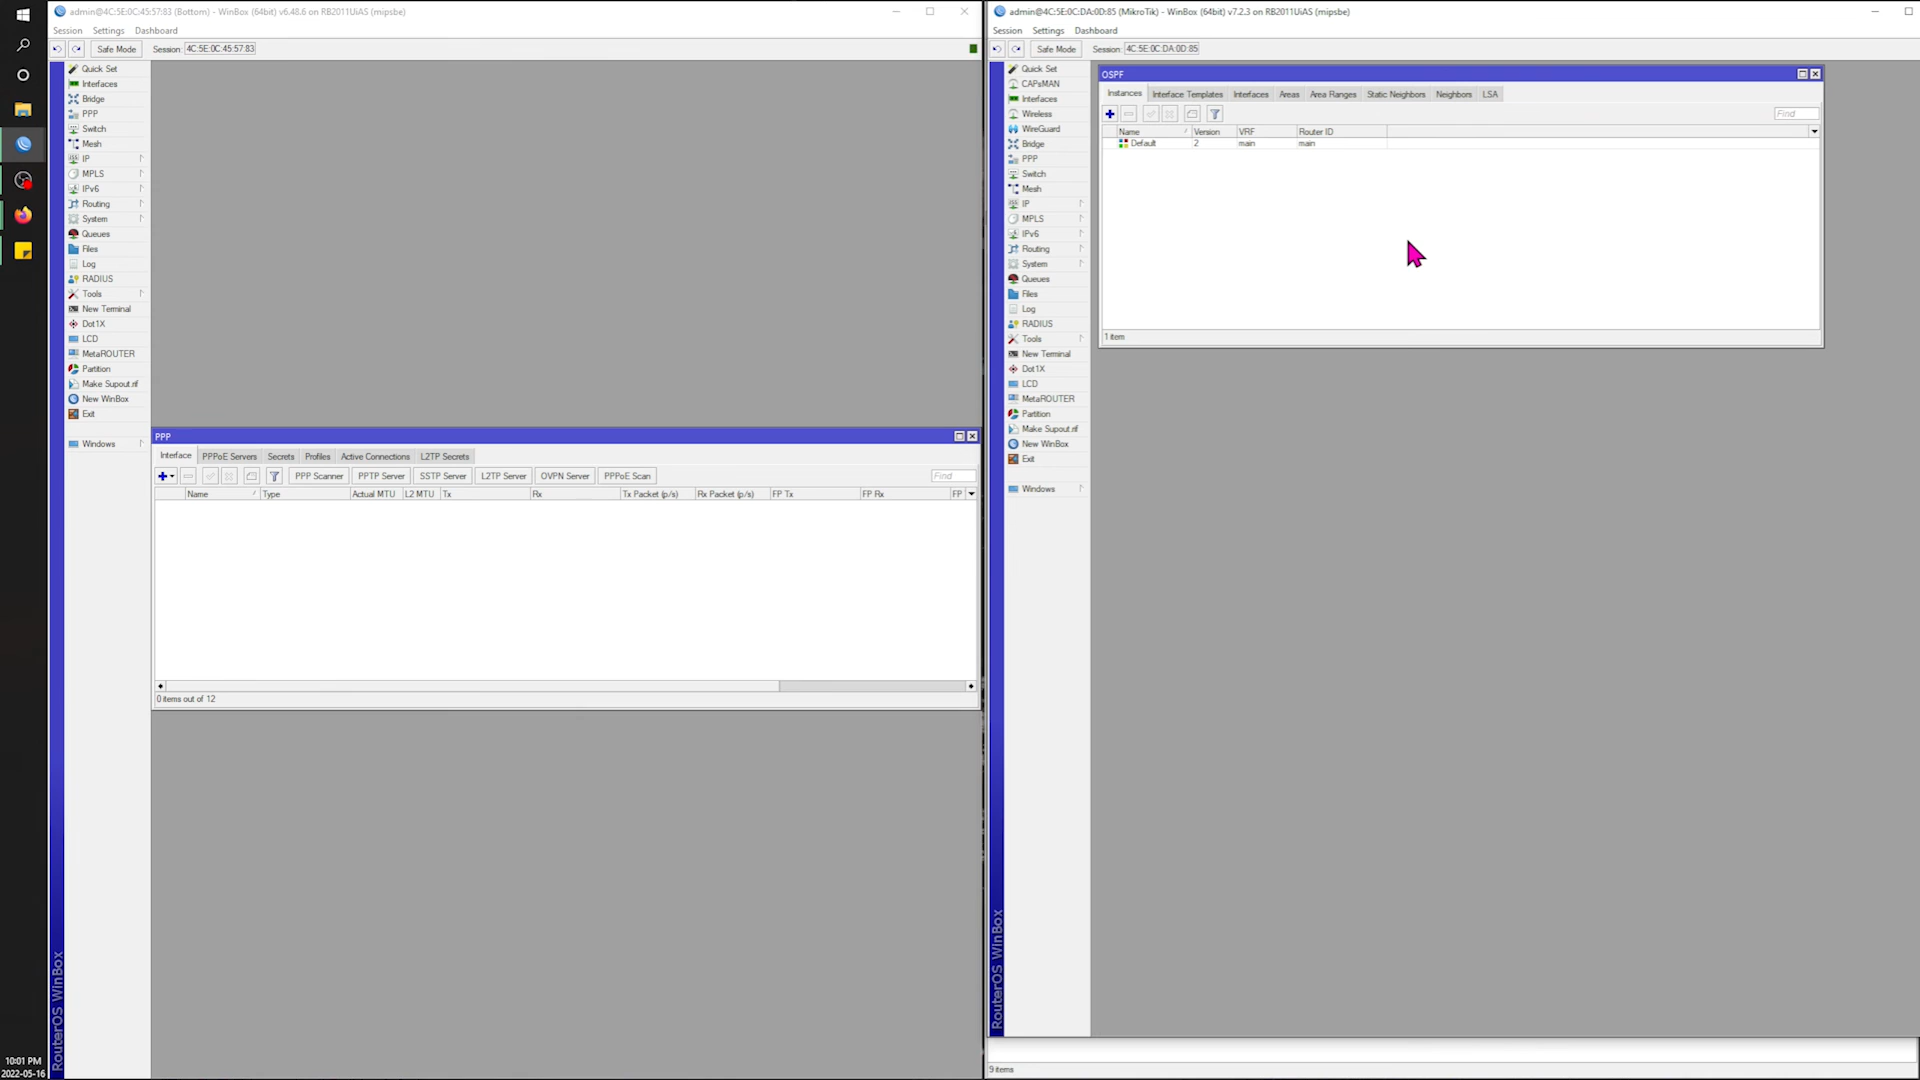 admin@4C:5E:0C:45:57:83 (Bottom) - WinBox (64bit) v6.48.6 on RB2011UiAS (mipsbe)
Session Settings Dashboard
Safe Mode Session: 4C:5E:0C:45:57:83
Quick Set
Interfaces
Bridge
PPP
Switch
Mesh
IP
MPLS
IPv6
Routing
System
Queues
Files
Log
RADIUS
Tools
New Terminal
Dot1X
LCD
MetaROUTER
Partition
Make Supout.rif
New WinBox
Exit
Windows
RouterOS WinBox
PPP
Interface PPPoE Servers Secrets Profiles Active Connections L2TP Secrets
PPP Scanner PPTP Server SSTP Server L2TP Server OVPN Server PPPoE Scan Find
Name Type Actual MTU L2 MTU Tx Rx Tx Packet (p/s) Rx Packet (p/s) FP Tx FP Rx FP
0 items out of 12
admin@4C:5E:0C:DA:0D:85 (MikroTik) - WinBox (64bit) v7.2.3 on RB2011UiAS (mipsbe)
Session Settings Dashboard
Safe Mode Session: 4C:5E:0C:DA:0D:85
Quick Set
CAPsMAN
Interfaces
Wireless
WireGuard
Bridge
PPP
Switch
Mesh
IP
MPLS
IPv6
Routing
System
Queues
Files
Log
RADIUS
Tools
New Terminal
Dot1X
LCD
MetaROUTER
Partition
Make Supout.rif
New WinBox
Exit
Windows
RouterOS WinBox
OSPF
Instances Interface Templates Interfaces Areas Area Ranges Static Neighbors Neighbors LSA
Find
Name Version VRF Router ID
Default 2 main main
1 item
9 items
10:01 PM
2022-05-16